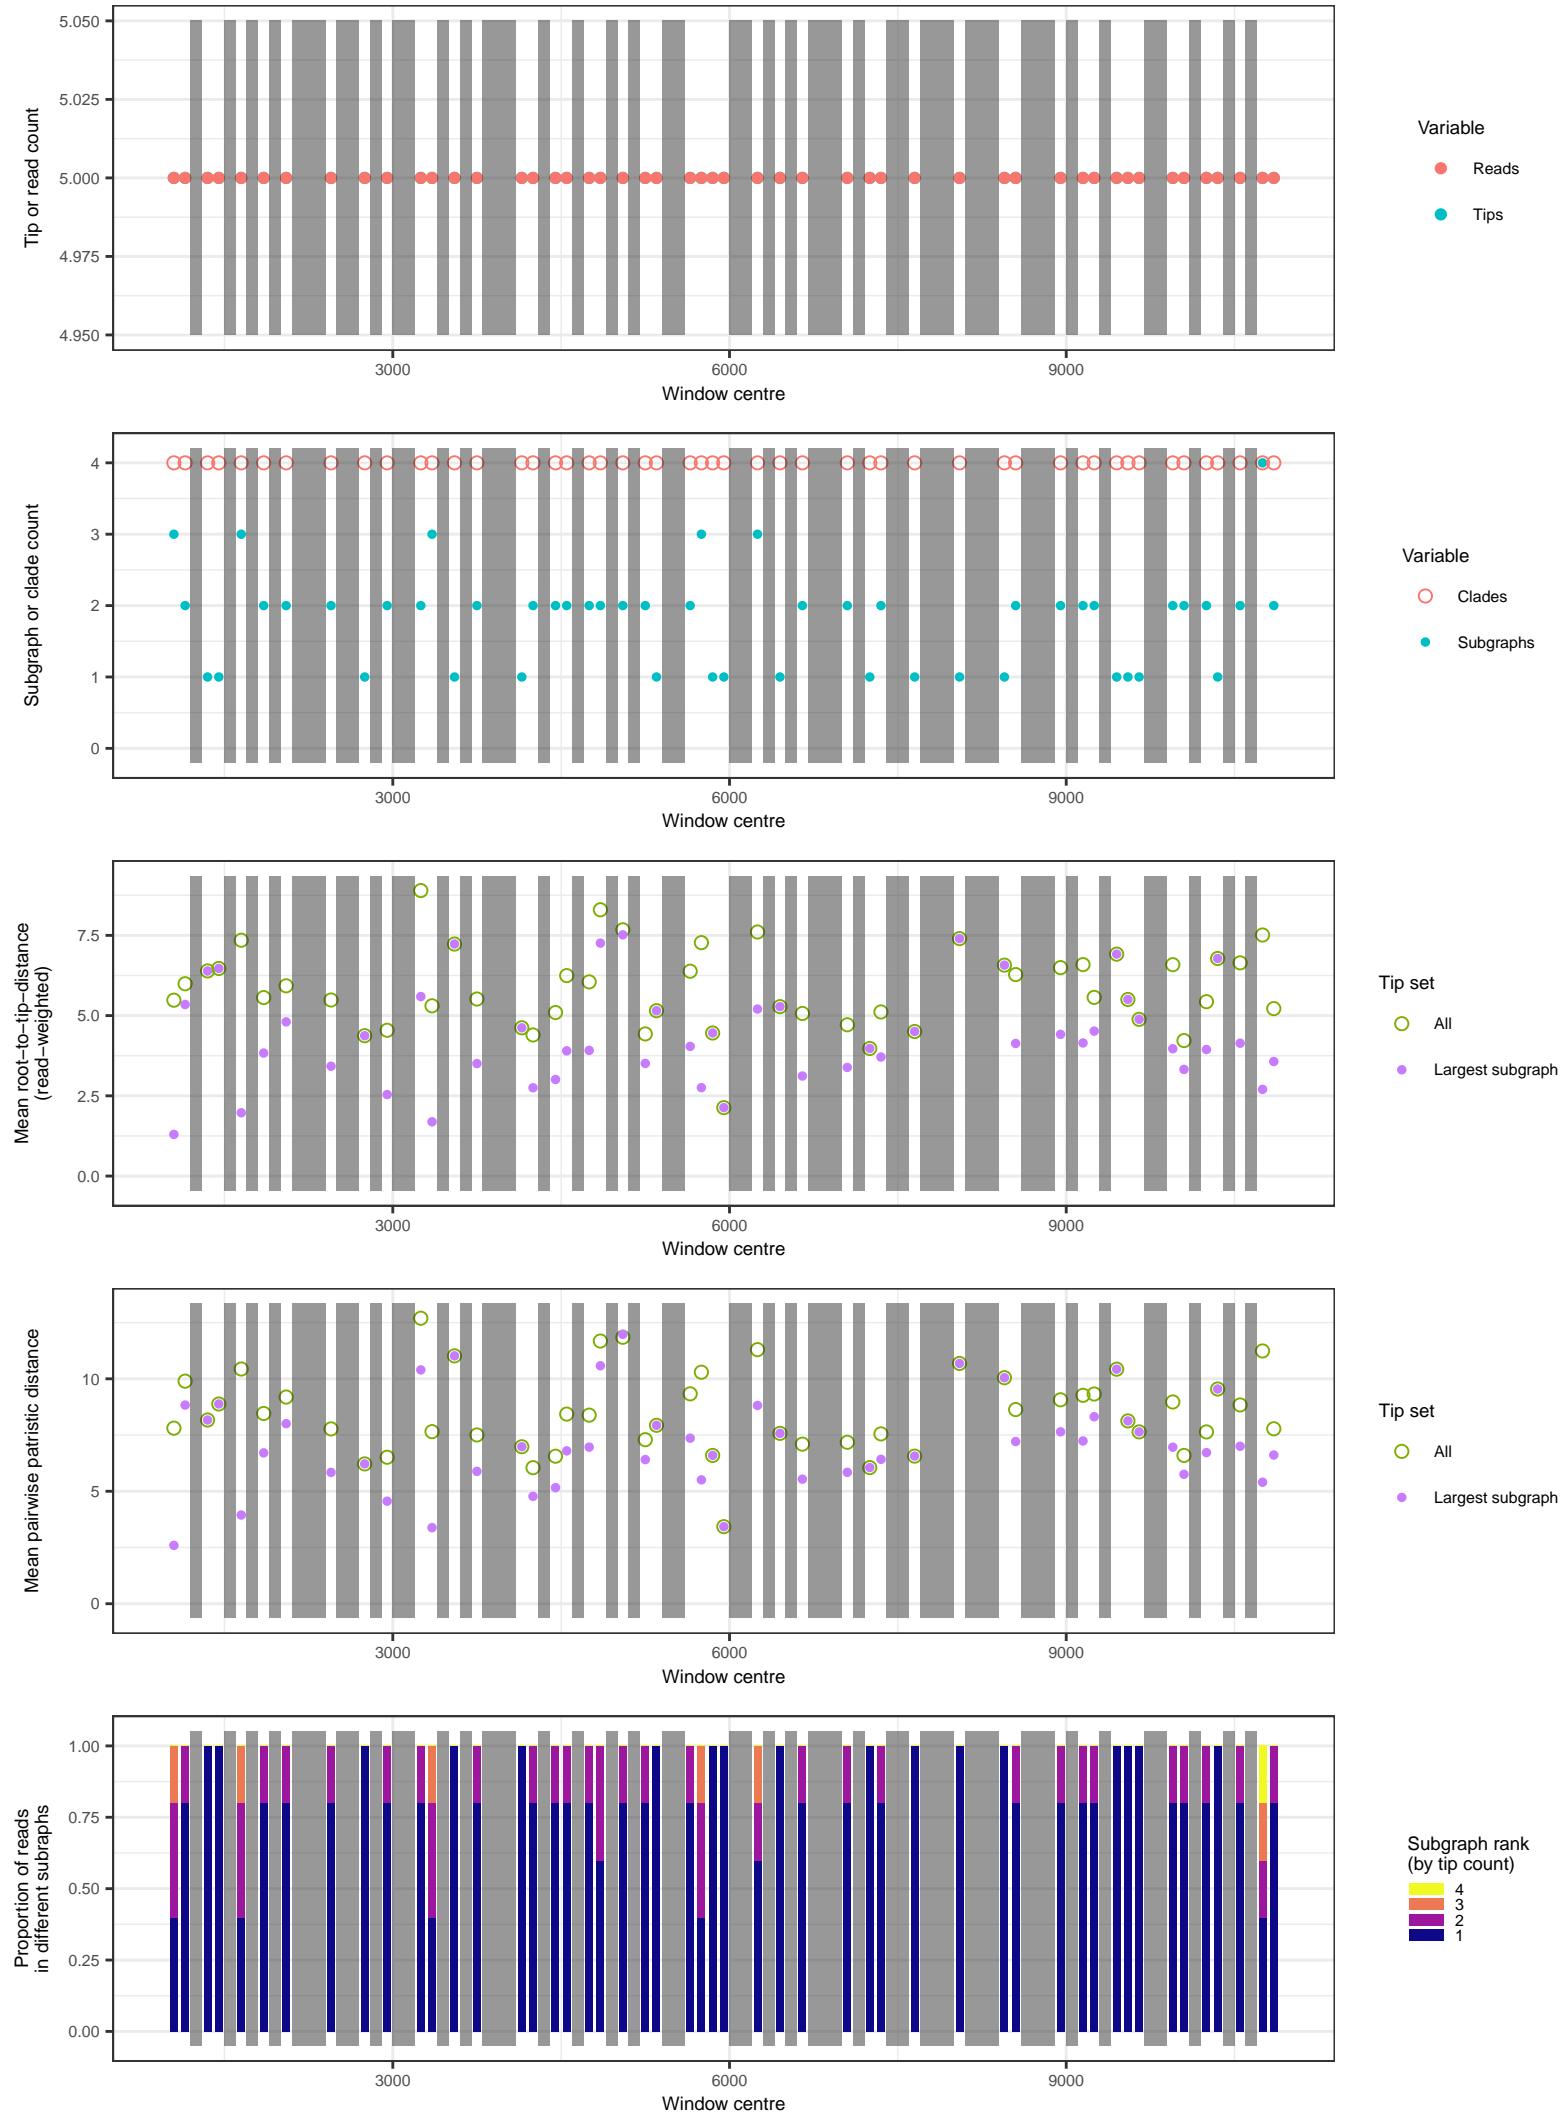 5.050
5.025
5.000
4.975
4.950
Tip or read count
3000 6000 9000
Window centre
Variable
Reads
Tips
4
3
2
1
0
Subgraph or clade count
3000 6000 9000
Window centre
Variable
Clades
Subgraphs
7.5
5.0
2.5
0.0
Mean root−to−tip−distance
(read−weighted)
3000 6000 9000
Window centre
Tip set
All
Largest subgraph
10
5
0
Mean pairwise patristic distance
3000 6000 9000
Window centre
Tip set
All
Largest subgraph
1.00
0.75
0.50
0.25
0.00
Proportion of reads
in different subraphs
3000 6000 9000
Window centre
Subgraph rank
(by tip count)
4
3
2
1